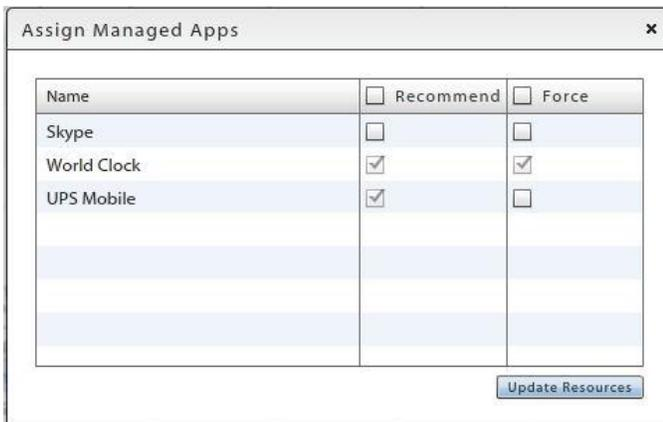 Assign Managed Apps
Name Recommend Force
Skype
World Clock
UPS Mobile
Update Resources